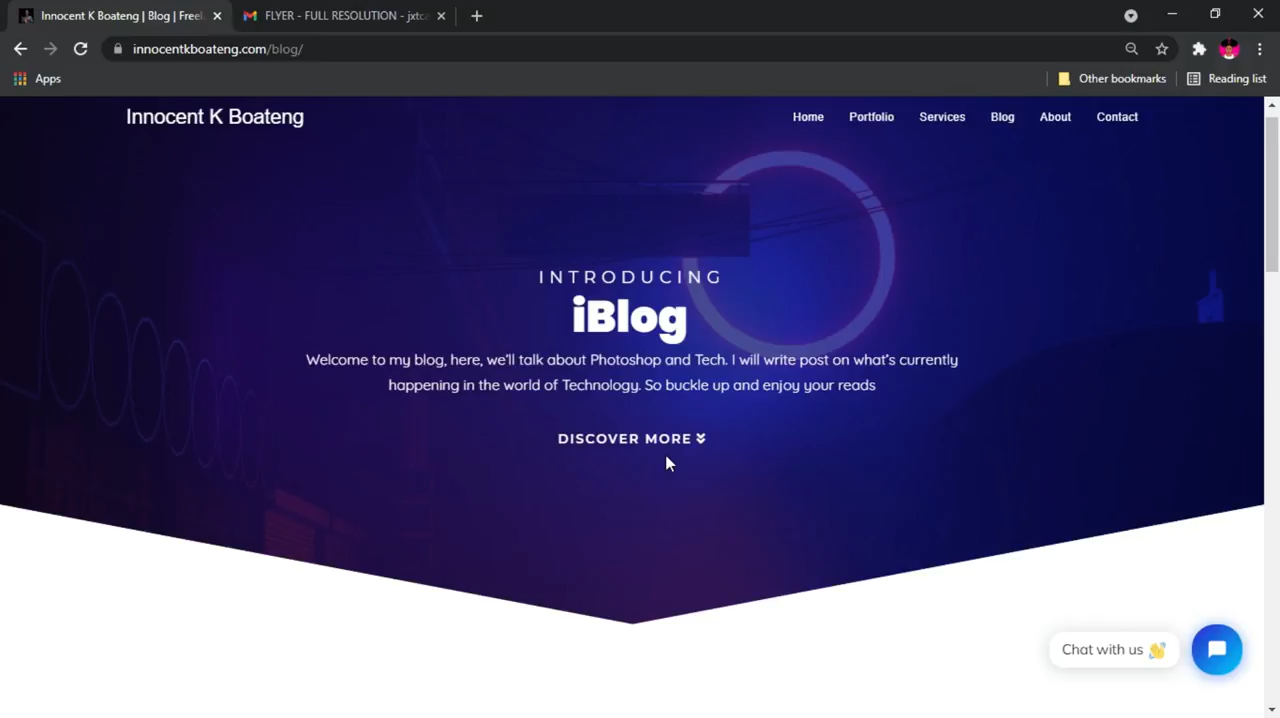 Innocent K Boateng | Blog | Freel
FLYER - FULL RESOLUTION - jxtca
innocentkboateng.com/blog/
Apps
Other bookmarks
Reading list
Innocent K Boateng
Home Portfolio Services Blog About Contact
INTRODUCING
iBlog
Welcome to my blog, here, we'll talk about Photoshop and Tech. I will write post on what's currently
happening in the world of Technology. So buckle up and enjoy your reads
DISCOVER MORE
Chat with us 👋